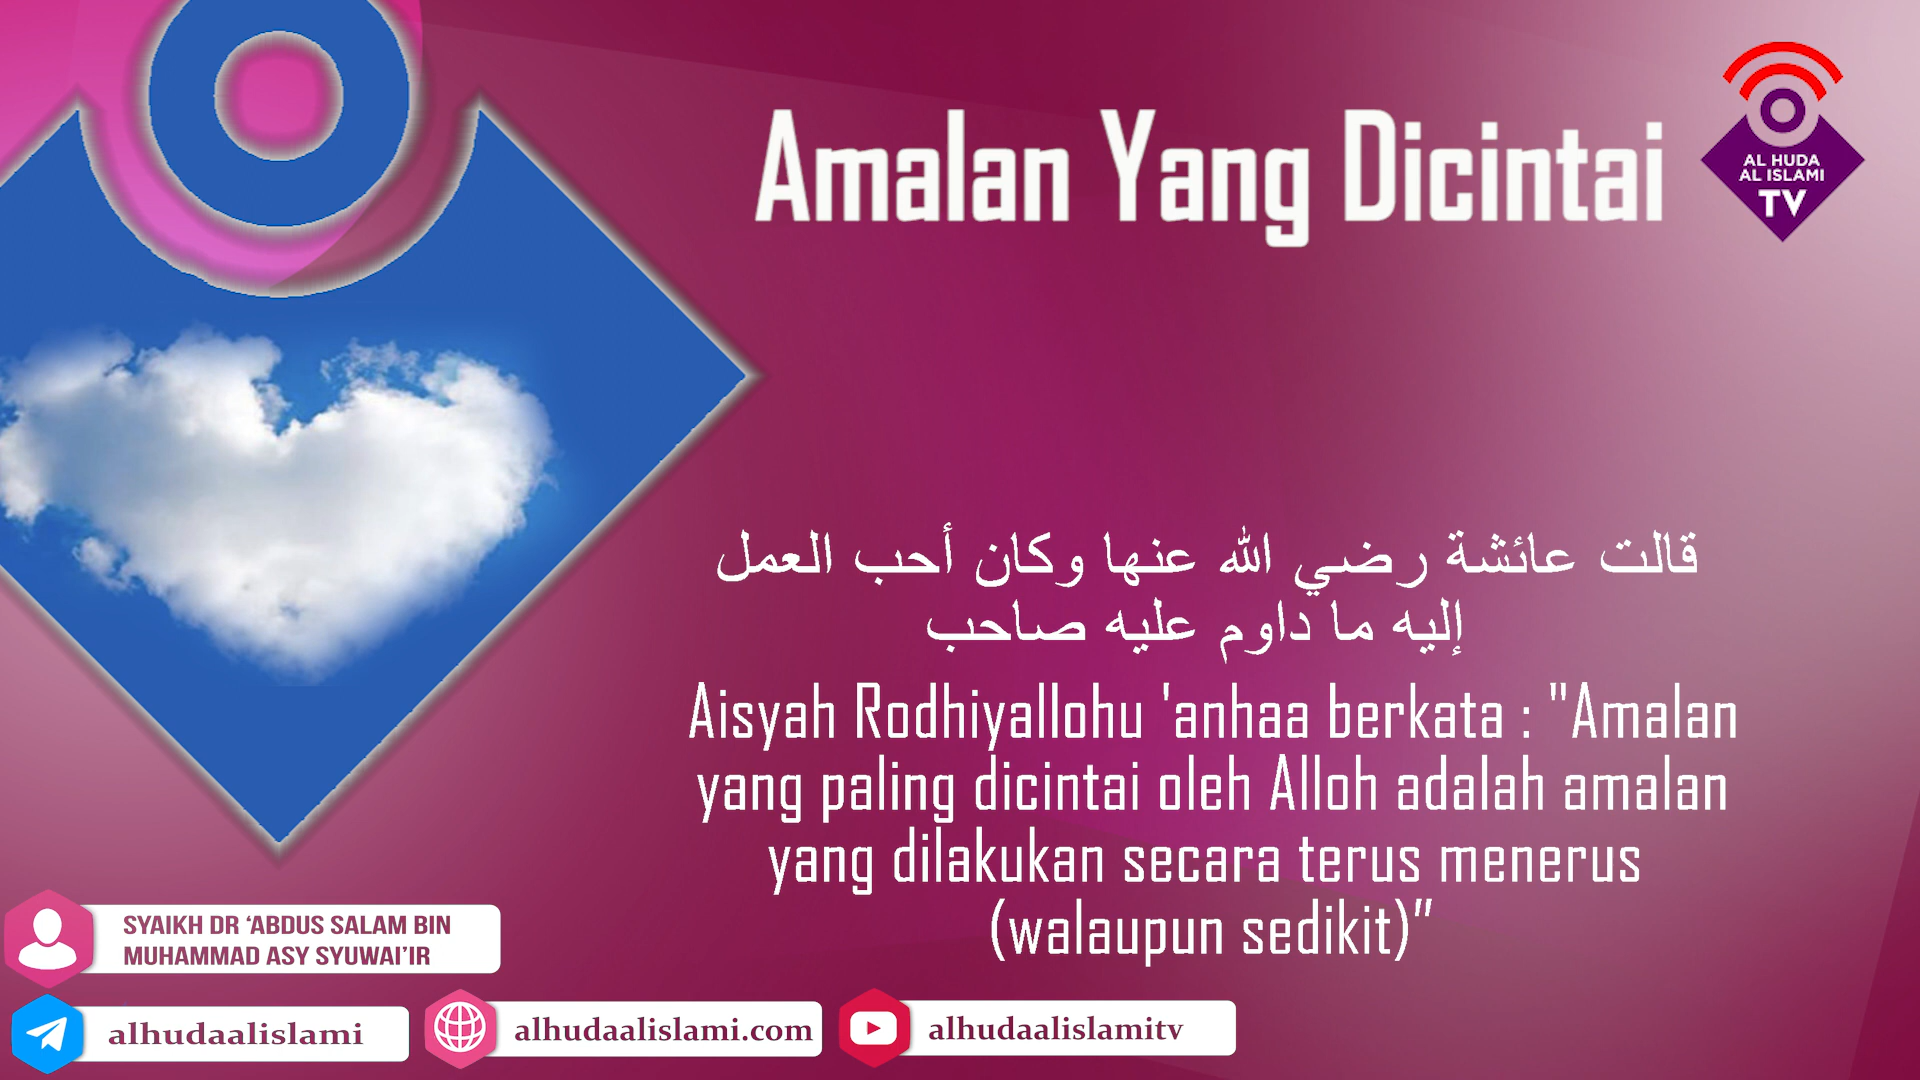 Amalan Yang Dicintai
AL HUDA
AL ISLAMI
TV
قالت عائشة رضي الله عنها وكان أحب العمل
إليه ما داوم عليه صاحب
Aisyah Rodhiyallohu 'anhaa berkata : "Amalan
yang paling dicintai oleh Alloh adalah amalan
yang dilakukan secara terus menerus
(walaupun sedikit)”
SYAIKH DR ‘ABDUS SALAM BIN
MUHAMMAD ASY SYUWAI’IR
alhudaalislami
alhudaalislami.com
alhudaalislamitv